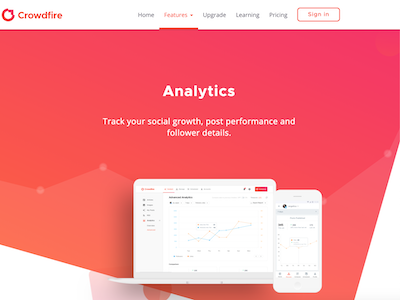 Crowdfire
Home Features Upgrade Learning Pricing Sign in
Analytics
Track your social growth, post performance and
follower details.